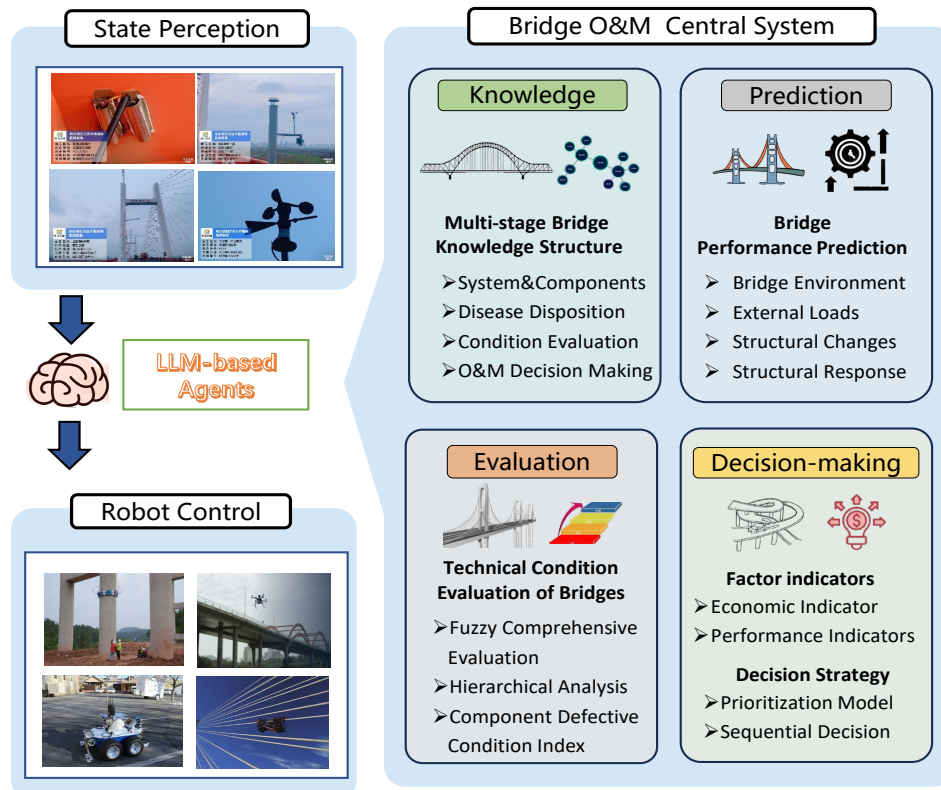 State Perception
LLM-based
Agents
Robot Control
Bridge O&M Central System
Knowledge
Multi-stage Bridge
Knowledge Structure
➢System&Components
➢Disease Disposition
➢Condition Evaluation
➢O&M Decision Making
Prediction
Bridge
Performance Prediction
➢ Bridge Environment
➢ External Loads
➢ Structural Changes
➢ Structural Response
Evaluation
Technical Condition
Evaluation of Bridges
➢Fuzzy Comprehensive
Evaluation
➢Hierarchical Analysis
➢Component Defective
Condition Index
Decision-making
Factor indicators
➢Economic Indicator
➢Performance Indicators
Decision Strategy
➢Prioritization Model
➢Sequential Decision